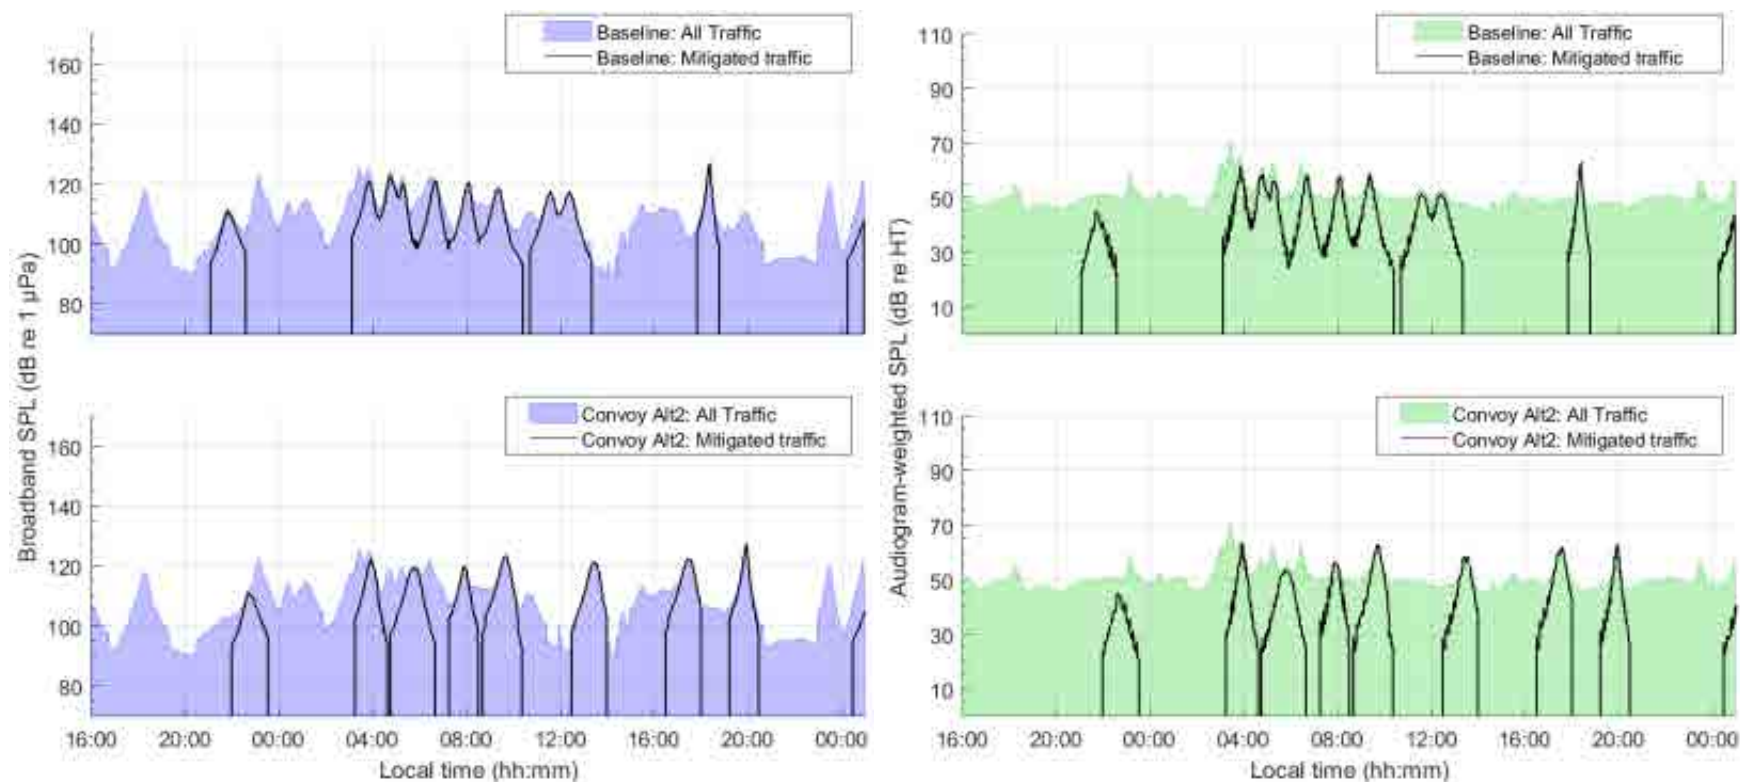 Baseline: All Traffic
Baseline: Mitigated traffic
160
140
120
100
80
Baseline: All Traffic
Baseline: Mitigated traffic
110
90
70
50
30
10
Broadband SPL (dB re 1 µPa)
Audiogram-weighted SPL (dB re HT)
Convoy Alt2: All Traffic
Convoy Alt2: Mitigated traffic
160
140
120
100
80
16:00 20:00 00:00 04:00 08:00 12:00 16:00 20:00 00:00
Local time (hh:mm)
Convoy Alt2: All Traffic
Convoy Alt2: Mitigated traffic
110
90
70
50
30
10
16:00 20:00 00:00 04:00 08:00 12:00 16:00 20:00 00:00
Local time (hh:mm)